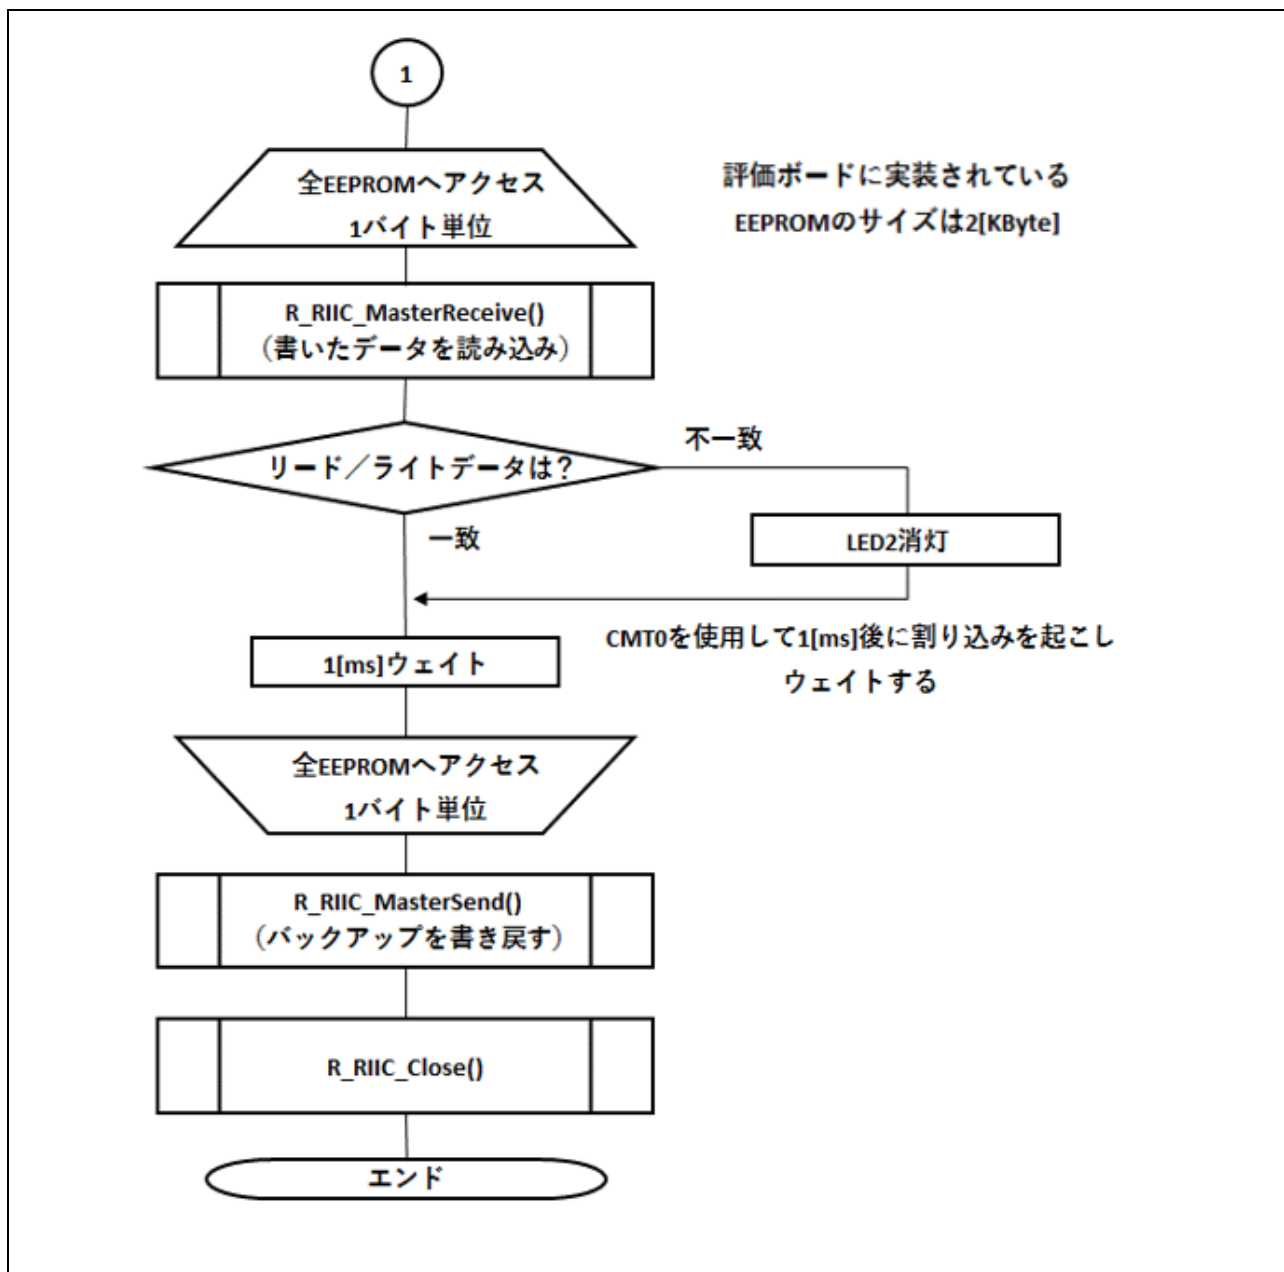 1
全EEPROMへアクセス
1バイト単位
評価ボードに実装されている
EEPROMのサイズは2[KByte]
R_RIIC_MasterReceive()
（書いたデータを読み込み）
リード／ライトデータは？
不一致
一致
LED2消灯
CMT0を使用して1[ms]後に割り込みを起こし
ウェイトする
1[ms]ウェイト
全EEPROMへアクセス
1バイト単位
R_RIIC_MasterSend()
（バックアップを書き戻す）
R_RIIC_Close()
エンド